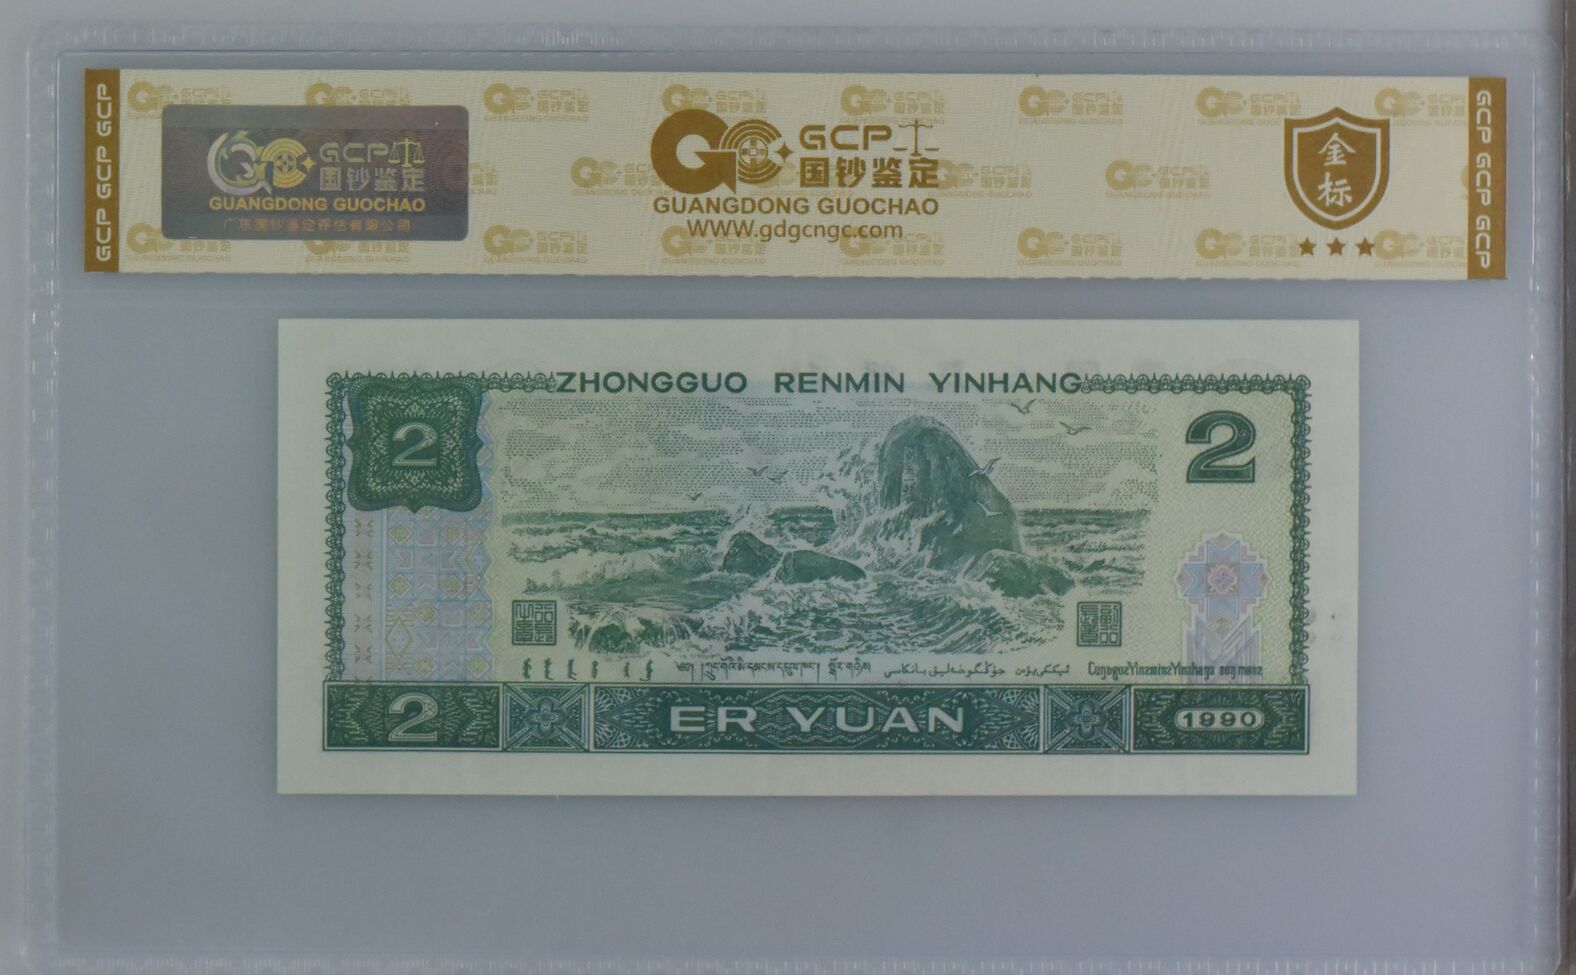 GCP GCP GCP
GCP
国钞鉴定
GUANGDONG GUOCHAO
广东国钞鉴定评估有限公司
GCP
国钞鉴定
GUANGDONG GUOCHAO
WWW.gdgcngc.com
金标
GCP GCP GCP
ZHONGGUO RENMIN YINHANG
2
2
2 ER YUAN 1990